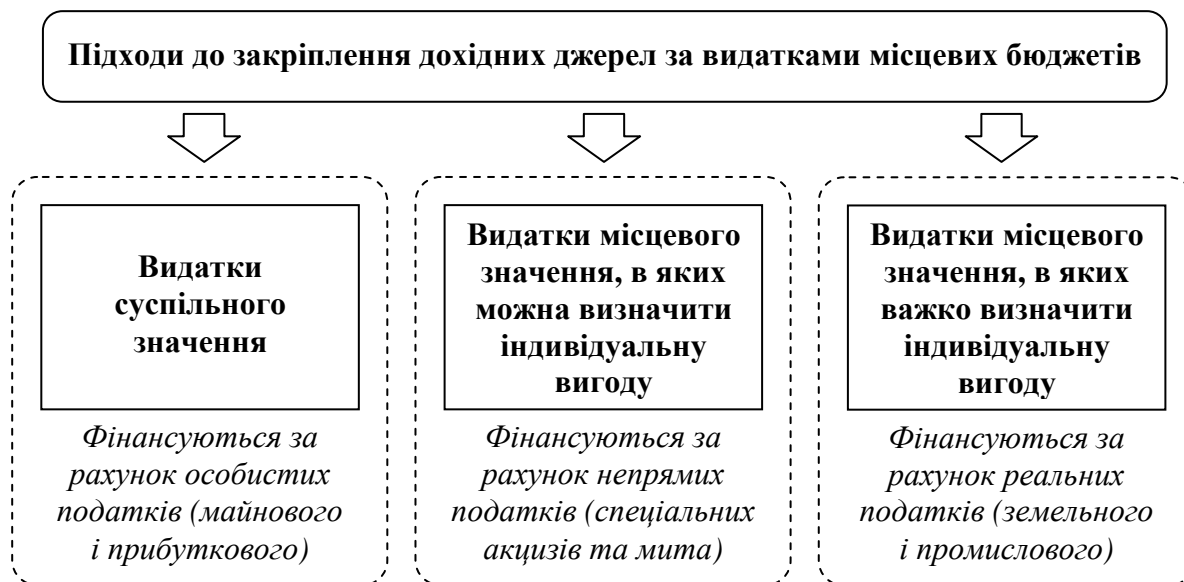 Підходи до закріплення дохідних джерел за видатками місцевих бюджетів
Видатки
суспільного
значення
Фінансуються за
рахунок особистих
податків (майнового
і прибуткового)
Видатки місцевого
значення, в яких
можна визначити
індивідуальну
вигоду
Фінансуються за
рахунок непрямих
податків (спеціальних
акцизів та мита)
Видатки місцевого
значення, в яких
важко визначити
індивідуальну
вигоду
Фінансуються за
рахунок реальних
податків (земельного
і промислового)